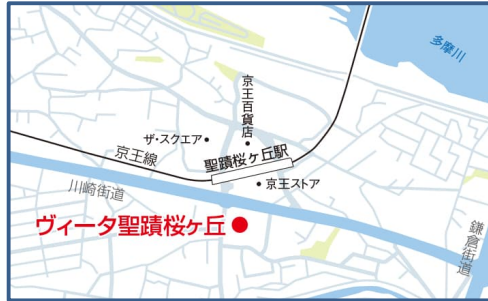 多摩川
京王百貨店
ザ・スクエア
京王線
聖蹟桜ヶ丘駅
京王ストア
川崎街道
ヴィータ聖蹟桜ヶ丘
鎌倉街道